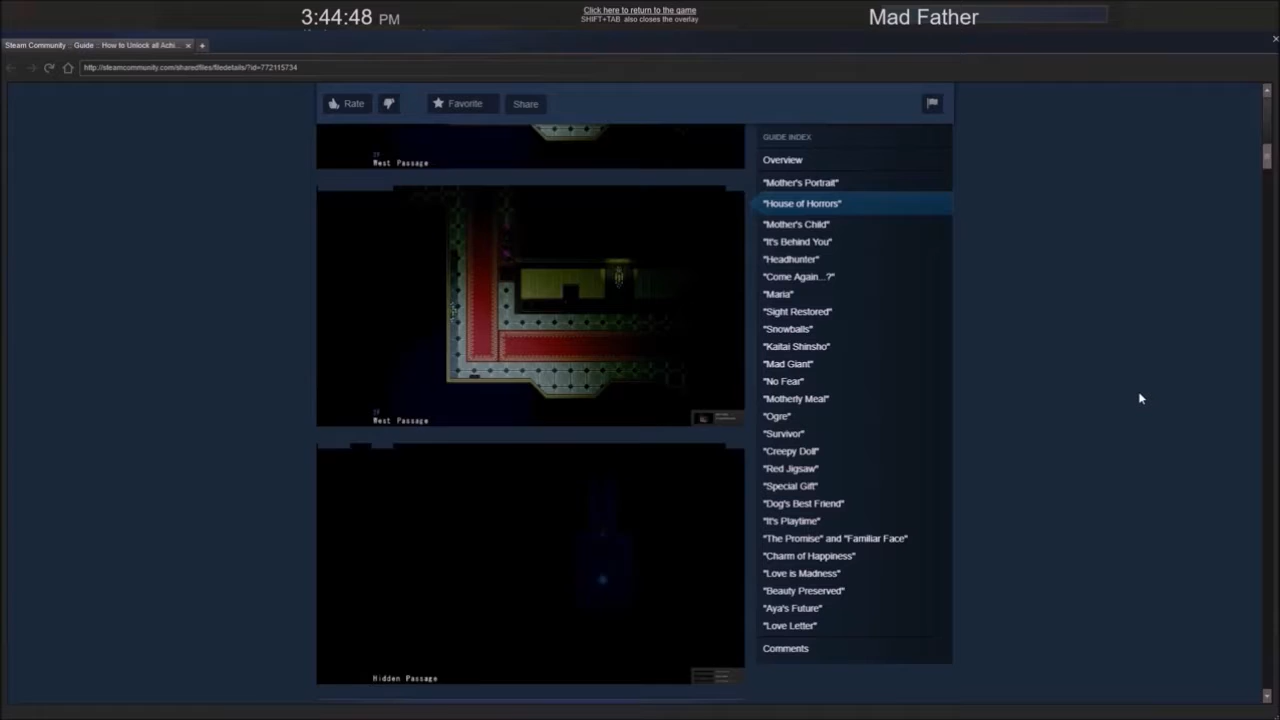 3:44:48 PM
Click here to return to the game
SHIFT+TAB also closes the overlay
Mad Father
Steam Community :: Guide :: How to Unlock all Achi...
http://steamcommunity.com/sharedfiles/filedetails/?id=772115734
Rate
Favorite
Share
West Passage
West Passage
Hidden Passage
GUIDE INDEX
Overview
"Mother's Portrait"
"House of Horrors"
"Mother's Child"
"It's Behind You"
"Headhunter"
"Come Again...?"
"Maria"
"Sight Restored"
"Snowballs"
"Kaitai Shinsho"
"Mad Giant"
"No Fear"
"Motherly Meal"
"Ogre"
"Survivor"
"Creepy Doll"
"Red Jigsaw"
"Special Gift"
"Dog's Best Friend"
"It's Playtime"
"The Promise" and "Familiar Face"
"Charm of Happiness"
"Love is Madness"
"Beauty Preserved"
"Aya's Future"
"Love Letter"
Comments